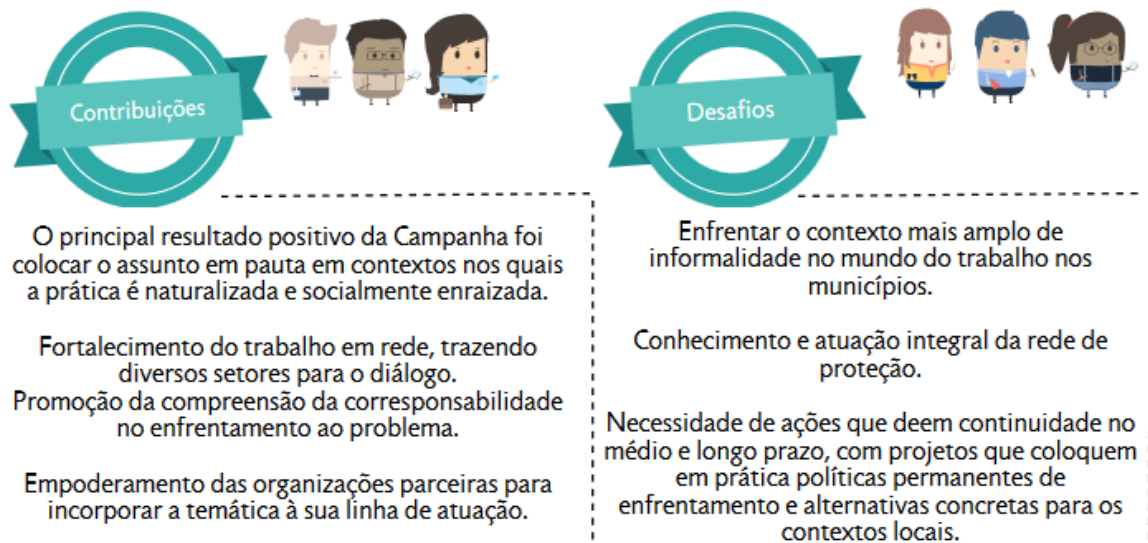 Contribuições
O principal resultado positivo da Campanha foi
colocar o assunto em pauta em contextos nos quais
a prática é naturalizada e socialmente enraizada.
Fortalecimento do trabalho em rede, trazendo
diversos setores para o diálogo.
Promoção da compreensão da corresponsabilidade
no enfrentamento ao problema.
Empoderamento das organizações parceiras para
incorporar a temática à sua linha de atuação.
Desafios
Enfrentar o contexto mais amplo de
informalidade no mundo do trabalho nos
municípios.
Conhecimento e atuação integral da rede de
proteção.
Necessidade de ações que deem continuidade no
médio e longo prazo, com projetos que coloquem
em prática políticas permanentes de
enfrentamento e alternativas concretas para os
contextos locais.